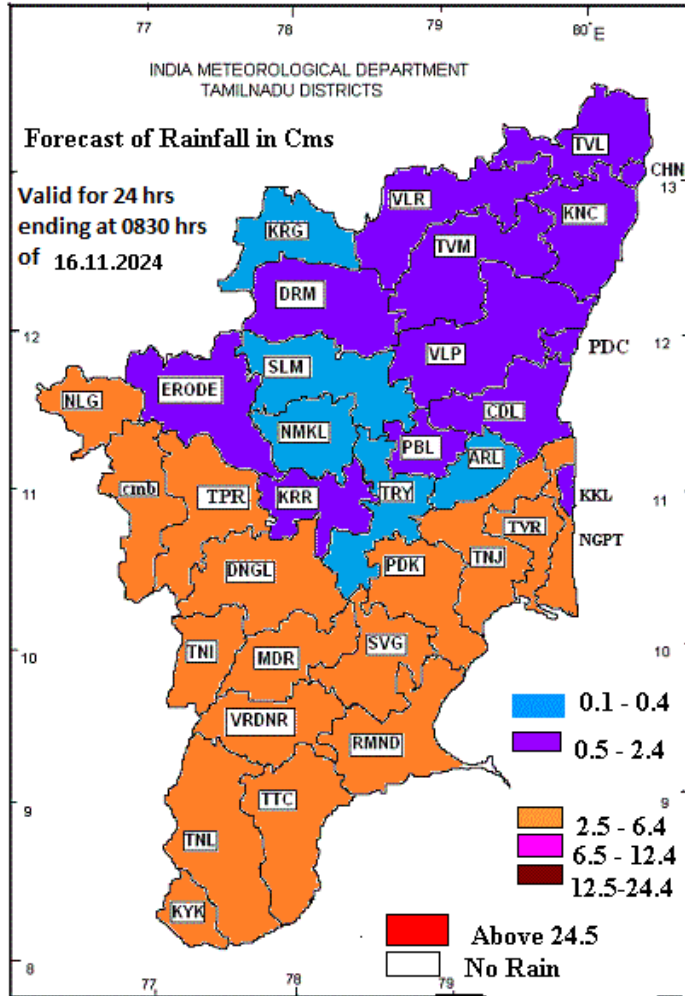 77 78 79 80° E
INDIA METEOROLOGICAL DEPARTMENT
TAMILNADU DISTRICTS
Forecast of Rainfall in Cms
TVL
CHN
13
Valid for 24 hrs
ending at 0830 hrs
of 16.11.2024
VLR
KNC
KRG
TVM
DRM
12
12
PDC
VLP
SLM
NLG
ERODE
CDL
NMKL
PBL
ARL
cmb
TPR
KRR
TRY
11
11
KKL
TVR
NGPT
DNGL
PDK
TNJ
TNI
MDR
SVG
10
10
0.1 - 0.4
VRDNR
RMND
0.5 - 2.4
TTC
9
9
2.5 - 6.4
TNL
6.5 - 12.4
12.5-24.4
KYK
Above 24.5
No Rain
8
77 78 79